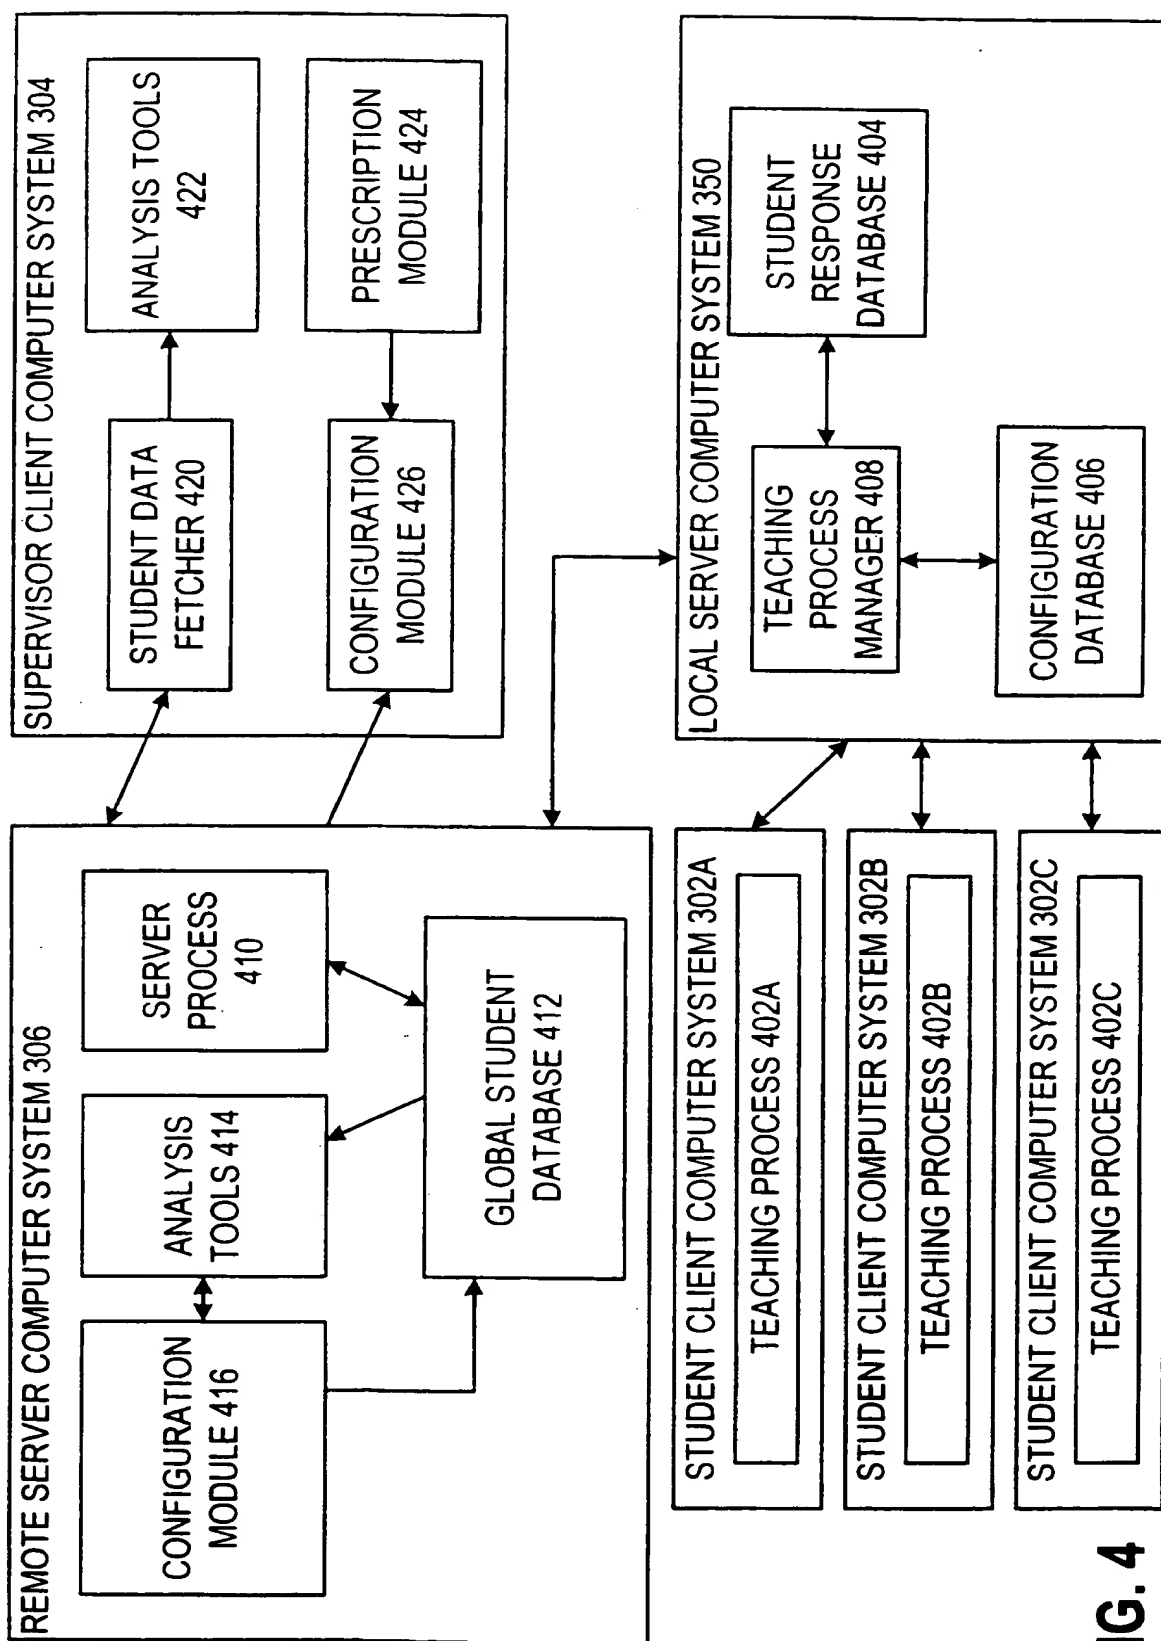 REMOTE SERVER COMPUTER SYSTEM 306
CONFIGURATION
MODULE 416
ANALYSIS
TOOLS 414
SERVER
PROCESS
410
GLOBAL STUDENT
DATABASE 412
SUPERVISOR CLIENT COMPUTER SYSTEM 304
STUDENT DATA
FETCHER 420
ANALYSIS TOOLS
422
CONFIGURATION
MODULE 426
PRESCRIPTION
MODULE 424
STUDENT CLIENT COMPUTER SYSTEM 302A
TEACHING PROCESS 402A
STUDENT CLIENT COMPUTER SYSTEM 302B
TEACHING PROCESS 402B
STUDENT CLIENT COMPUTER SYSTEM 302C
TEACHING PROCESS 402C
LOCAL SERVER COMPUTER SYSTEM 350
TEACHING
PROCESS
MANAGER 408
STUDENT
RESPONSE
DATABASE 404
CONFIGURATION
DATABASE 406
IG. 4